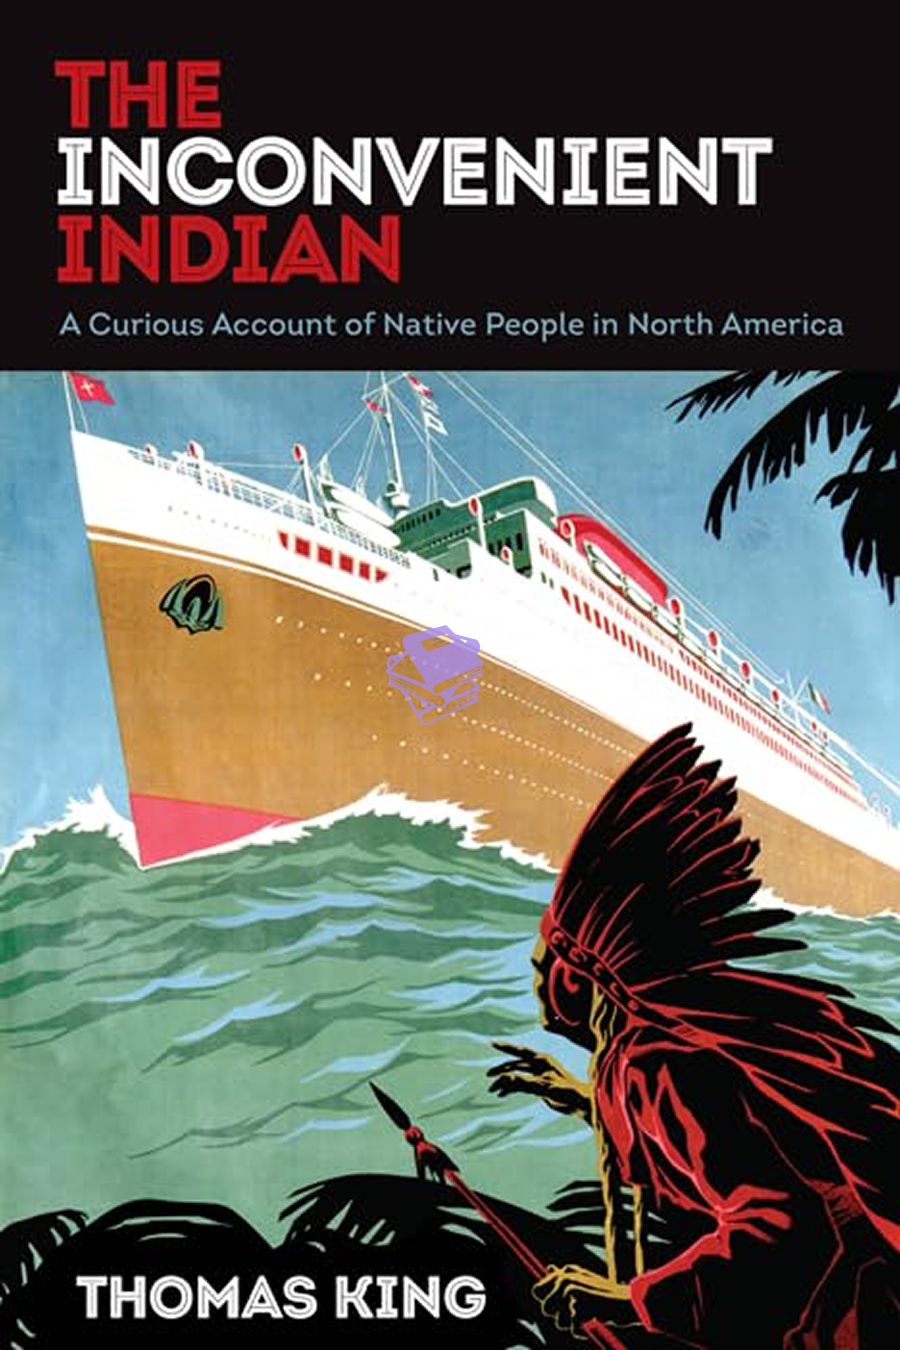 THE
INCONVENIENT
INDIAN
A Curious Account of Native People in North America
THOMAS KING